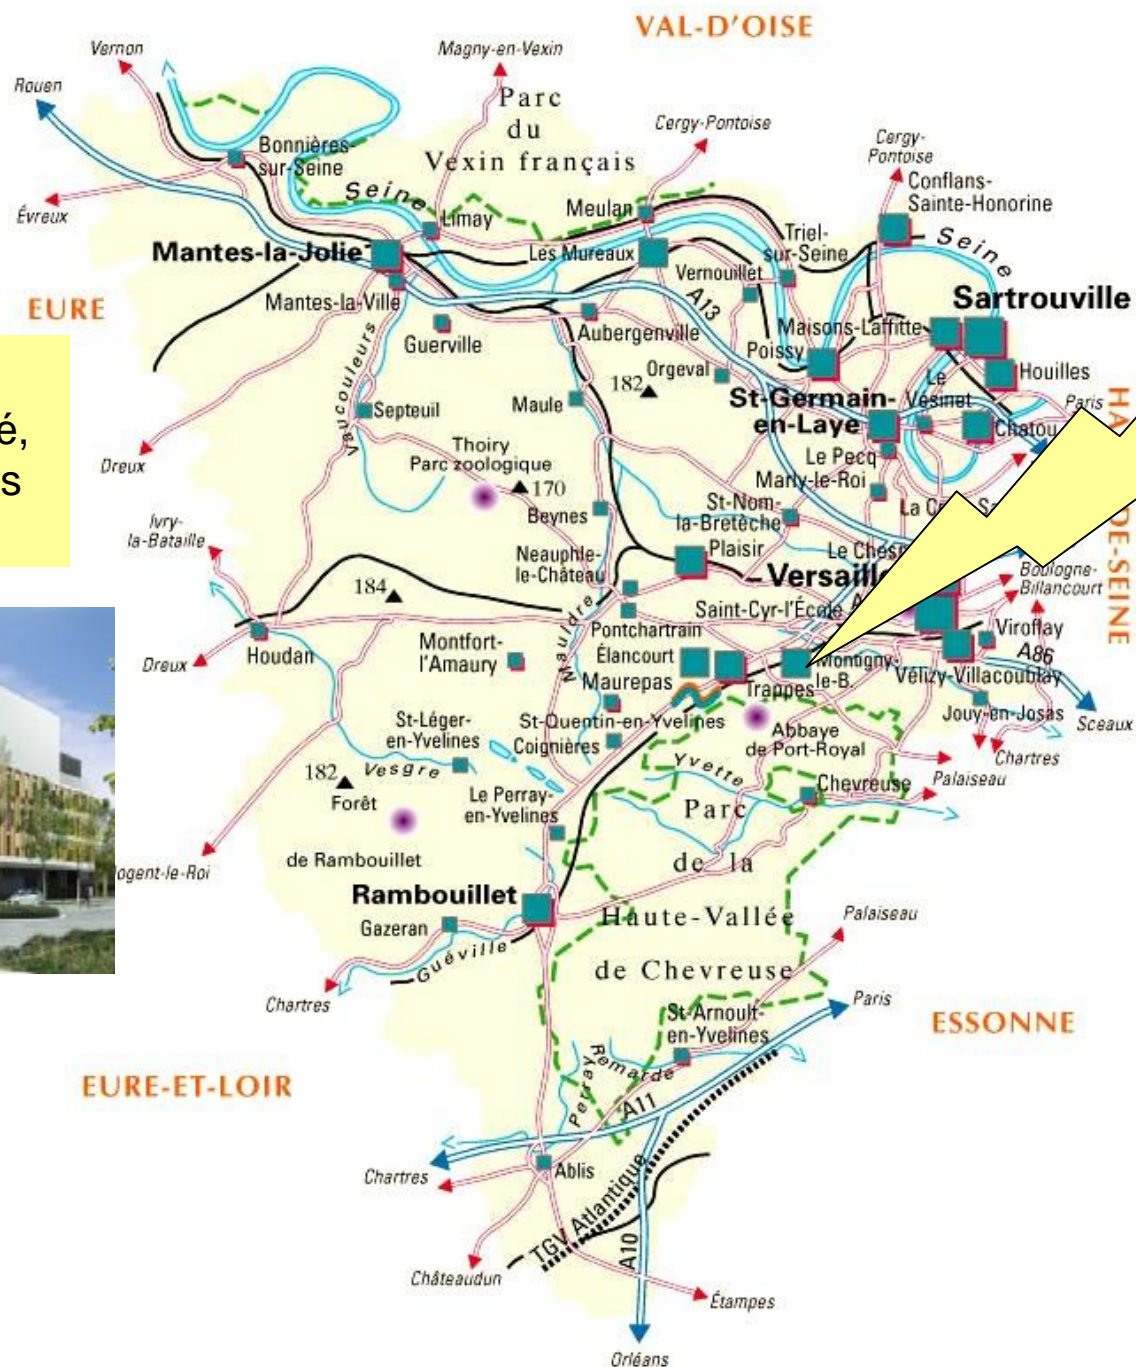 VAL-D'OISE
Vernon
Magny-en-Vexin
Rouen
Parc
du
Vexin français
Cergy-Pontoise
Cergy-
Pontoise
Bonnières-
sur-Seine
Conflans-
Sainte-Honorine
Évreux
Seine
Limay
Meulan
Triel-
sur-Seine
Seine
Mantes-la-Jolie
Les Mureaux
Vernouillet
EURE
Mantes-la-Ville
A13
Sartrouville
Guerville
Aubergenville
Maisons-Laffitte
Poissy
Houilles
182
Orgeval
Le
Vésinet
Vaucouleurs
Septeuil
Maule
St-Germain-
en-Laye
Paris
Chatou
é,
s
Dreux
Thoiry
Parc zoologique
170
Le Pecq
Marly-le-Roi
Ivry-
la-Bataille
Beynes
St-Nom-
la-Bretèche
DE-SEINE
Neauphle-
le-Château
Plaisir
Versaill
Boulogne-
Billancourt
184
Mauldre
Saint-Cyr-l'École
Pontchartrain
Viroflay
A86
Dreux
Houdan
Montfort-
l'Amaury
Élancourt
Montigny-
le-B.
Vélizy-Villacoublay
Maurepas
Trappes
Jouy-en-Josas
Sceaux
St-Léger-
en-Yvelines
St-Quentin-en-Yvelines
Coignières
Abbaye
de Port-Royal
Chartres
Palaiseau
182
Vesgre
Yvette
Chevreuse
Forêt
de Rambouillet
Le Perray-
en-Yvelines
Parc
de la
Haute-Vallée
de Chevreuse
ogent-le-Roi
Rambouillet
Gazeran
Guéville
Palaiseau
Chartres
Paris
St-Arnoult-
en-Yvelines
ESSONNE
Remarde
EURE-ET-LOIR
A11
Chartres
Ablis
TGV Atlantique
A10
Châteaudun
Étampes
Orléans